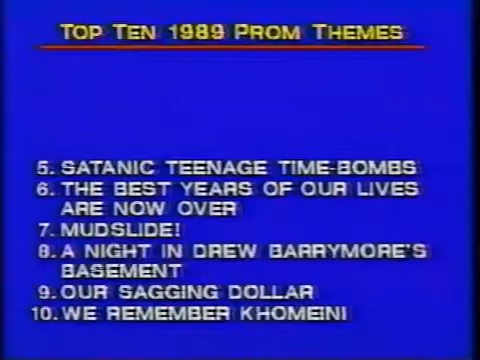 TOP TEN 1989 PROM THEMES
5. SATANIC TEENAGE TIME-BOMBS
6. THE BEST YEARS OF OUR LIVES
ARE NOW OVER
7. MUDSLIDE!
8. A NIGHT IN DREW BARRYMORE'S
BASEMENT
9. OUR SAGGING DOLLAR
10. WE REMEMBER KHOMEINI